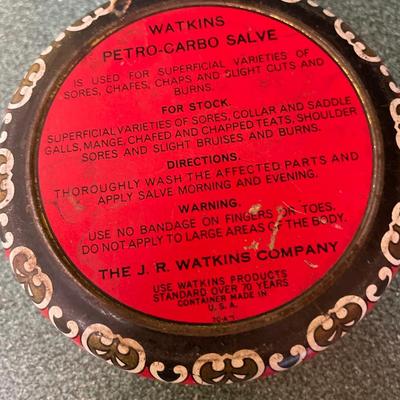 WATKINS
PETRO-CARBO SALVE
IS USED FOR SUPERFICIAL VARIETIES OF
SORES, CHAFES, CHAPS AND SLIGHT CUTS AND
BURNS.
FOR STOCK.
SUPERFICIAL VARIETIES OF SORES, COLLAR AND SADDLE
GALLS, MANGE, CHAFED AND CHAPPED TEATS, SHOULDER
SORES AND SLIGHT BRUISES AND BURNS.
DIRECTIONS.
THOROUGHLY WASH THE AFFECTED PARTS AND
APPLY SALVE MORNING AND EVENING.
WARNING.
USE NO BANDAGE ON FINGERS OR TOES.
DO NOT APPLY TO LARGE AREAS OF THE BODY.
THE J. R. WATKINS COMPANY
USE WATKINS PRODUCTS
STANDARD OVER 70 YEARS
CONTAINER MADE IN
U. S. A.